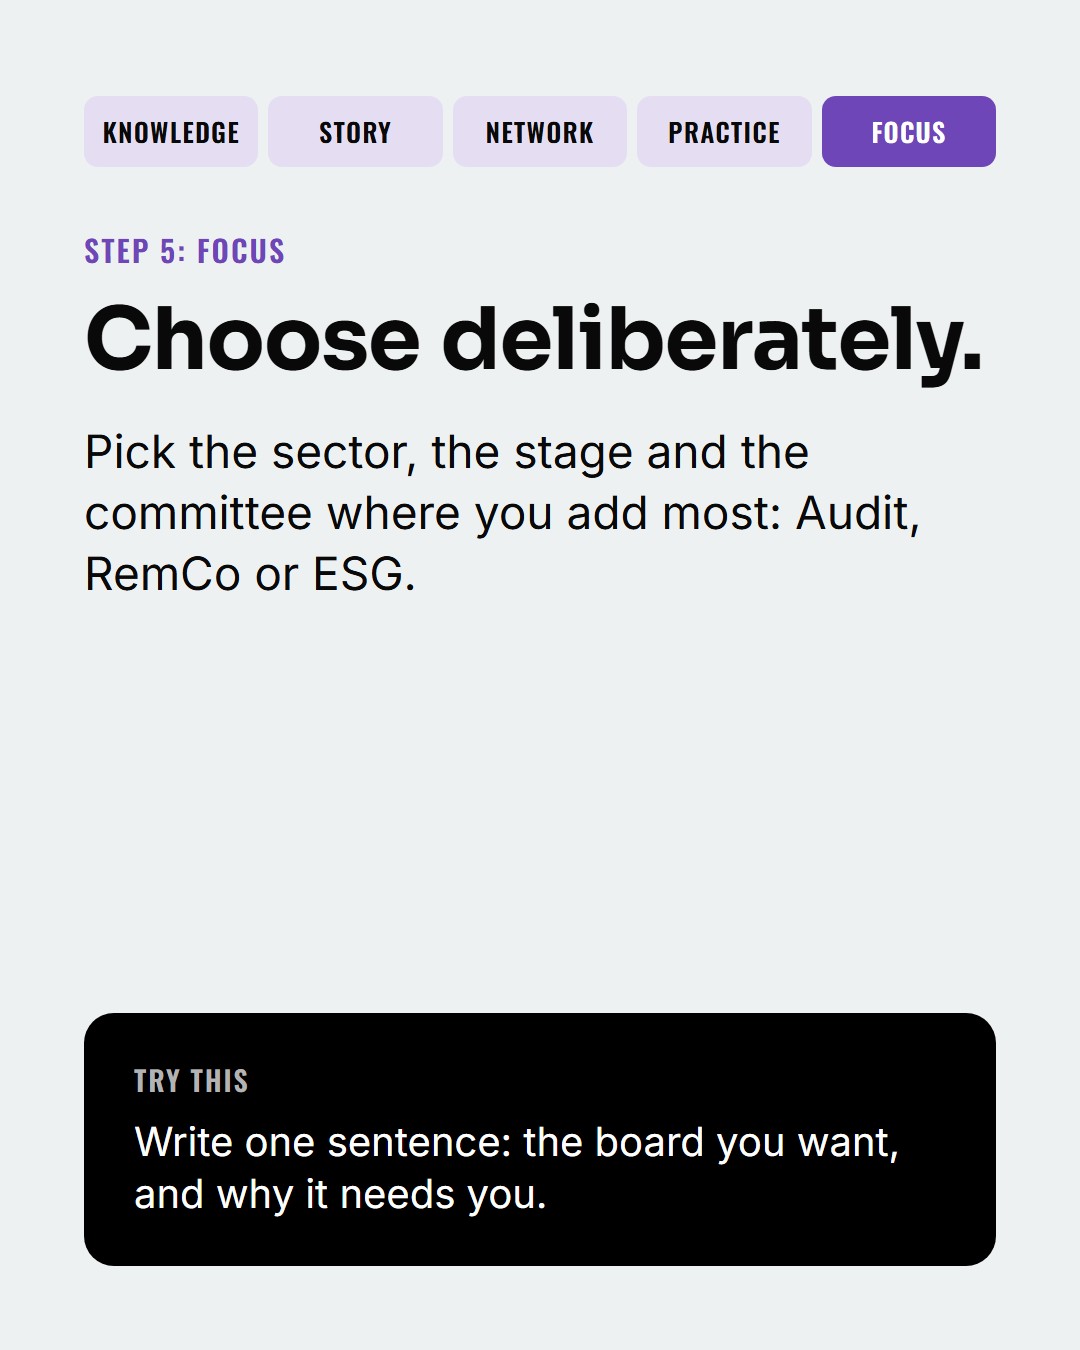 KNOWLEDGE STORY NETWORK PRACTICE FOCUS
STEP 5: FOCUS
Choose deliberately.
Pick the sector, the stage and the
committee where you add most: Audit,
RemCo or ESG.
TRY THIS
Write one sentence: the board you want,
and why it needs you.